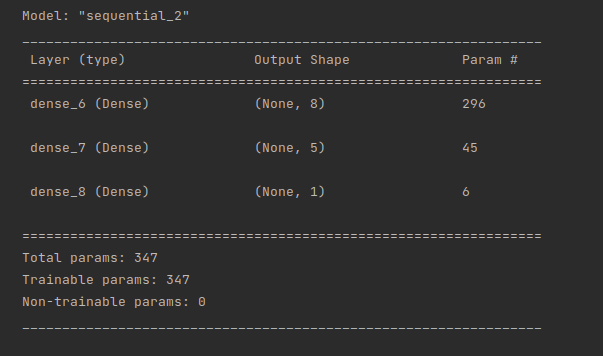 Model: "sequential_2"
_________________________________________________________________
Layer (type) Output Shape Param #
=================================================================
dense_6 (Dense) (None, 8) 296
dense_7 (Dense) (None, 5) 45
dense_8 (Dense) (None, 1) 6
=================================================================
Total params: 347
Trainable params: 347
Non-trainable params: 0
_________________________________________________________________